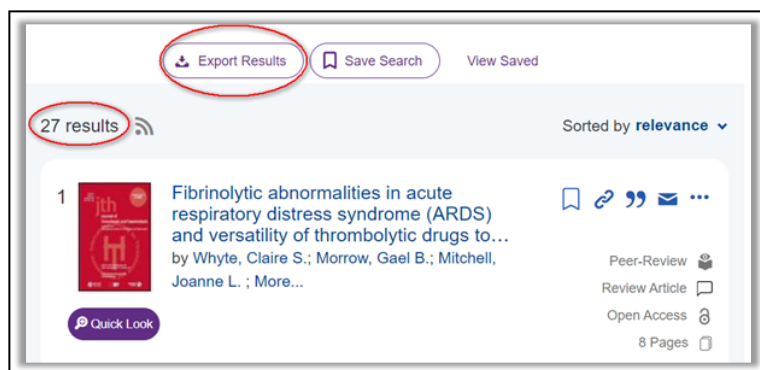 Export Results Save Search View Saved
27 results Sorted by relevance
1 Fibrinolytic abnormalities in acute
respiratory distress syndrome (ARDS)
and versatility of thrombolytic drugs to...
by Whyte, Claire S.; Morrow, Gael B.; Mitchell,
Joanne L. ; More...
jth
Quick Look
Peer-Review
Review Article
Open Access
8 Pages